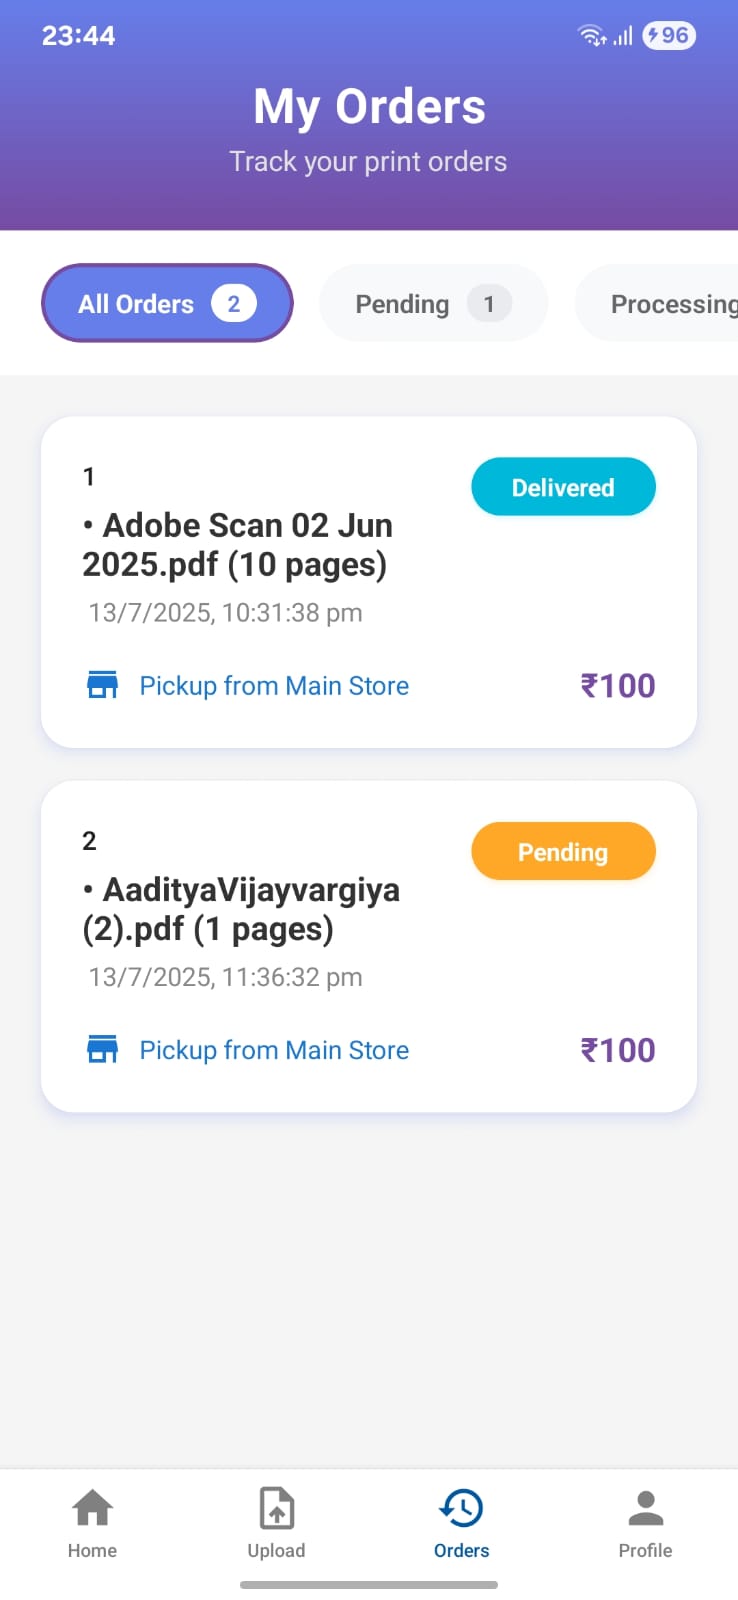 23:44
96
My Orders
Track your print orders
All Orders 2
Pending 1
Processing
1
Delivered
• Adobe Scan 02 Jun
2025.pdf (10 pages)
13/7/2025, 10:31:38 pm
Pickup from Main Store
₹100
2
Pending
• AadityaVijayvargiya
(2).pdf (1 pages)
13/7/2025, 11:36:32 pm
Pickup from Main Store
₹100
Home
Upload
Orders
Profile